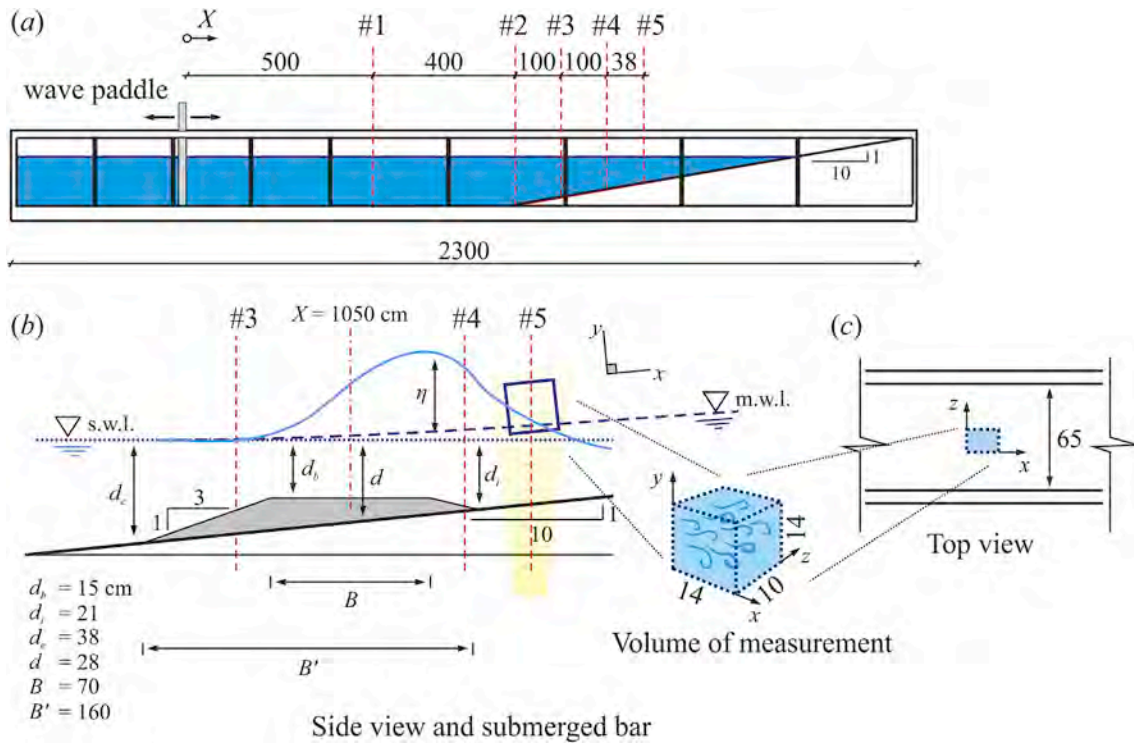 (a)
X
#1 #2 #3 #4 #5
500 400 100 100 38
wave paddle
1
10
2300
(b)
#3 X = 1050 cm #4 #5
y
x
η
s.w.l.
m.w.l.
d_e
3
1
d_b d d_i
1
10
B
B'
d_b = 15 cm
d_i = 21
d_e = 38
d = 28
B = 70
B' = 160
y
14
z
10
14
x
Volume of measurement
Side view and submerged bar
(c)
z
x
65
Top view